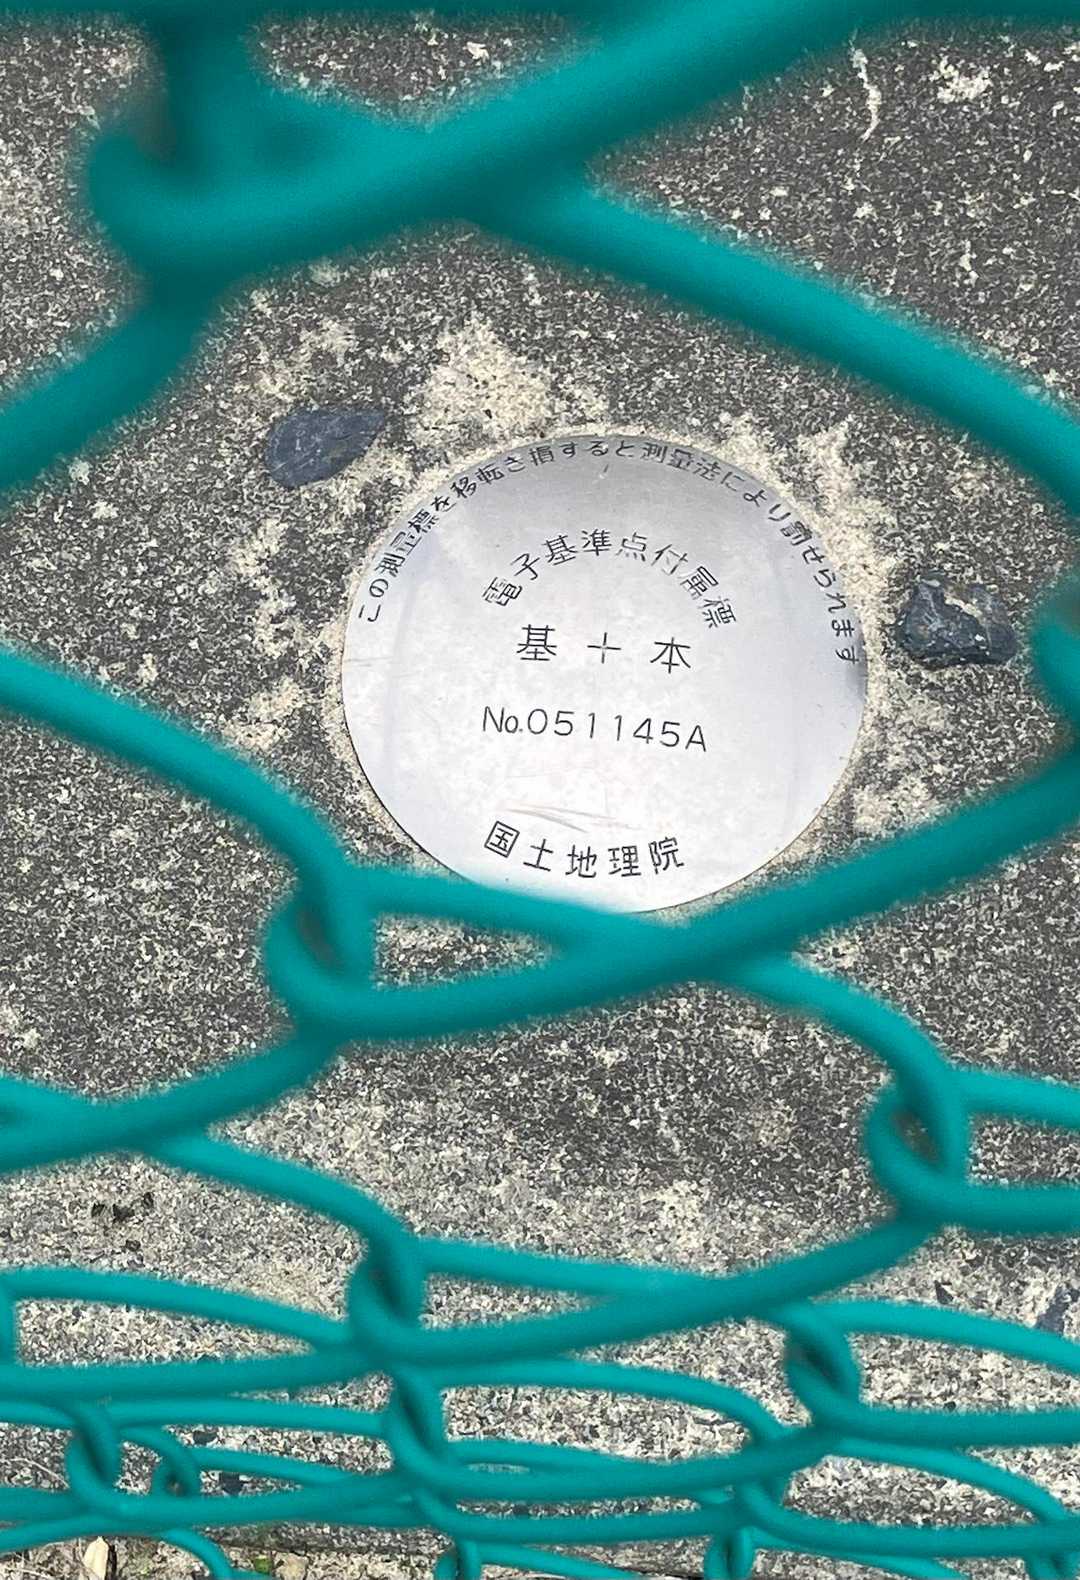 この測量標を移転き損すると測量法により罰せられます
電子基準点付属標
基＋本
No.051145A
国土地理院